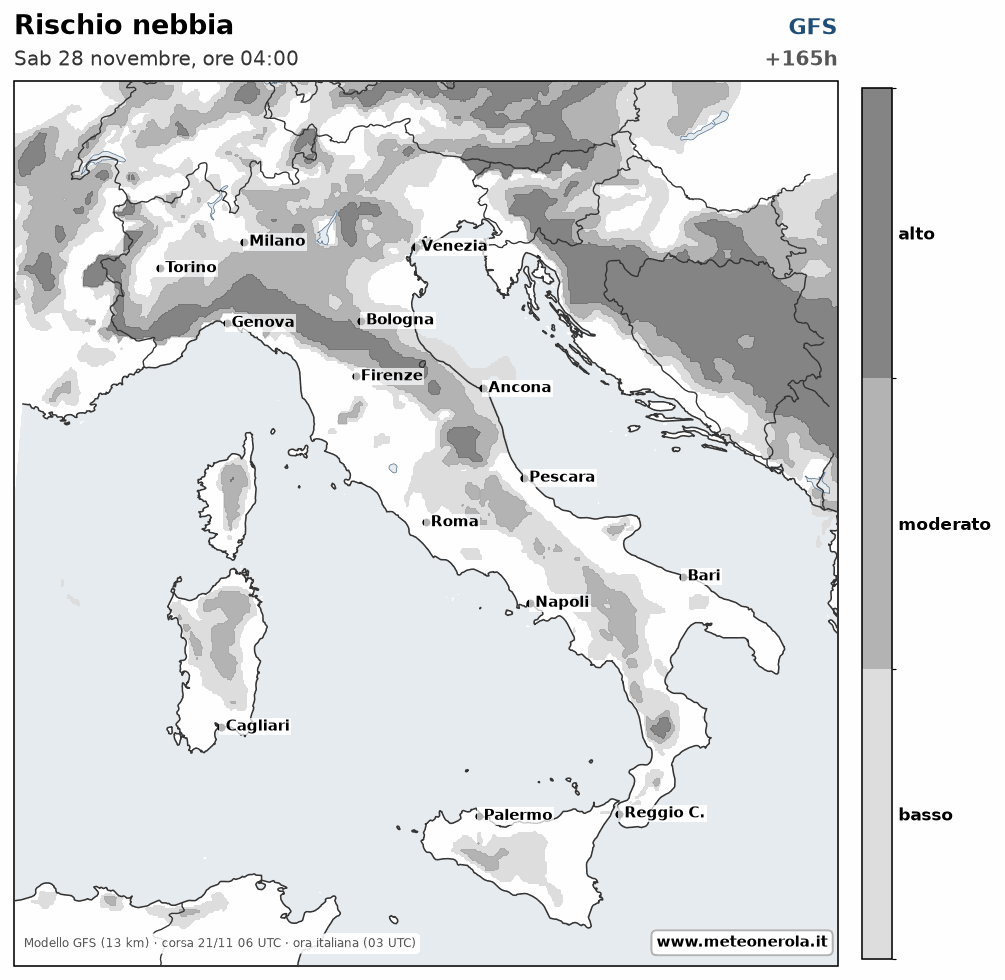 Rischio nebbia
GFS
Sab 28 novembre, ore 04:00
+165h
alto
moderato
basso
Milano
Venezia
Torino
Genova
Bologna
Firenze
Ancona
Pescara
Roma
Bari
Napoli
Cagliari
Palermo
Reggio C.
Modello GFS (13 km) · corsa 21/11 06 UTC · ora italiana (03 UTC)
www.meteonerola.it